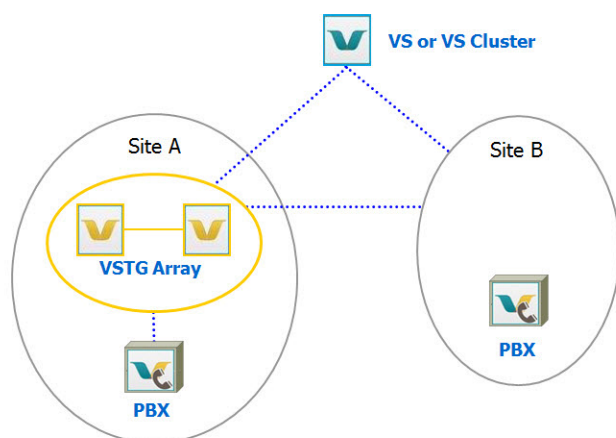 VS or VS Cluster
Site A
Site B
VSTG Array
PBX
PBX